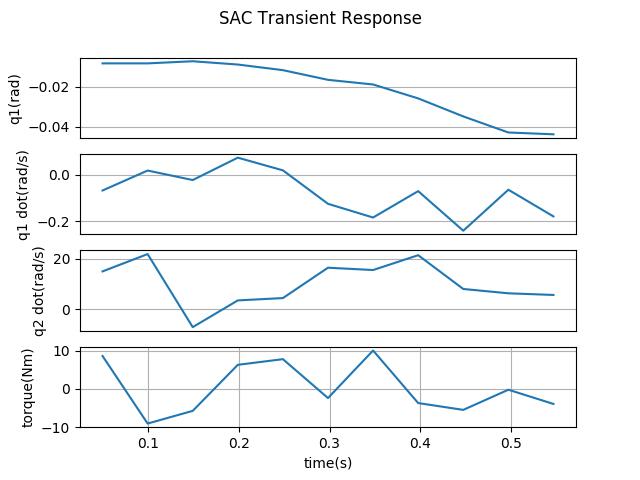 SAC Transient Response
q1(rad)
−0.02
−0.04
q1 dot(rad/s)
0.0
−0.2
q2 dot(rad/s)
20
0
torque(Nm)
10
0
−10
0.1 0.2 0.3 0.4 0.5
time(s)